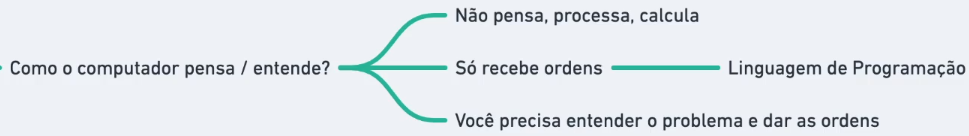 Não pensa, processa, calcula
Como o computador pensa / entende?
Só recebe ordens
Linguagem de Programação
Você precisa entender o problema e dar as ordens